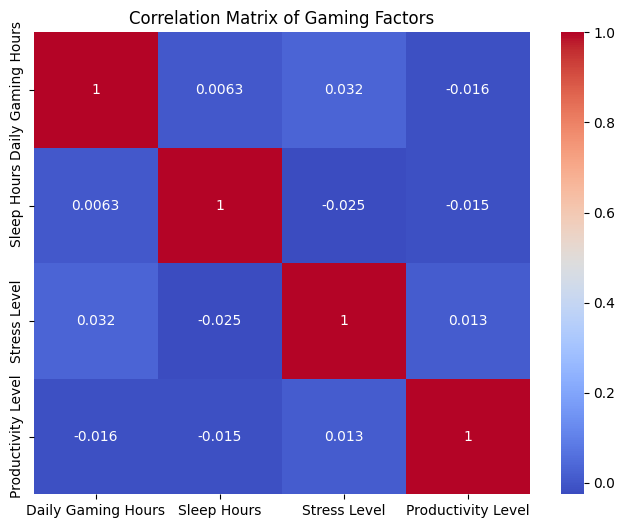 Correlation Matrix of Gaming Factors
Daily Gaming Hours
1 0.0063 0.032 -0.016
Sleep Hours
0.0063 1 -0.025 -0.015
Stress Level
0.032 -0.025 1 0.013
Productivity Level
-0.016 -0.015 0.013 1
Daily Gaming Hours Sleep Hours Stress Level Productivity Level
1.0
0.8
0.6
0.4
0.2
0.0